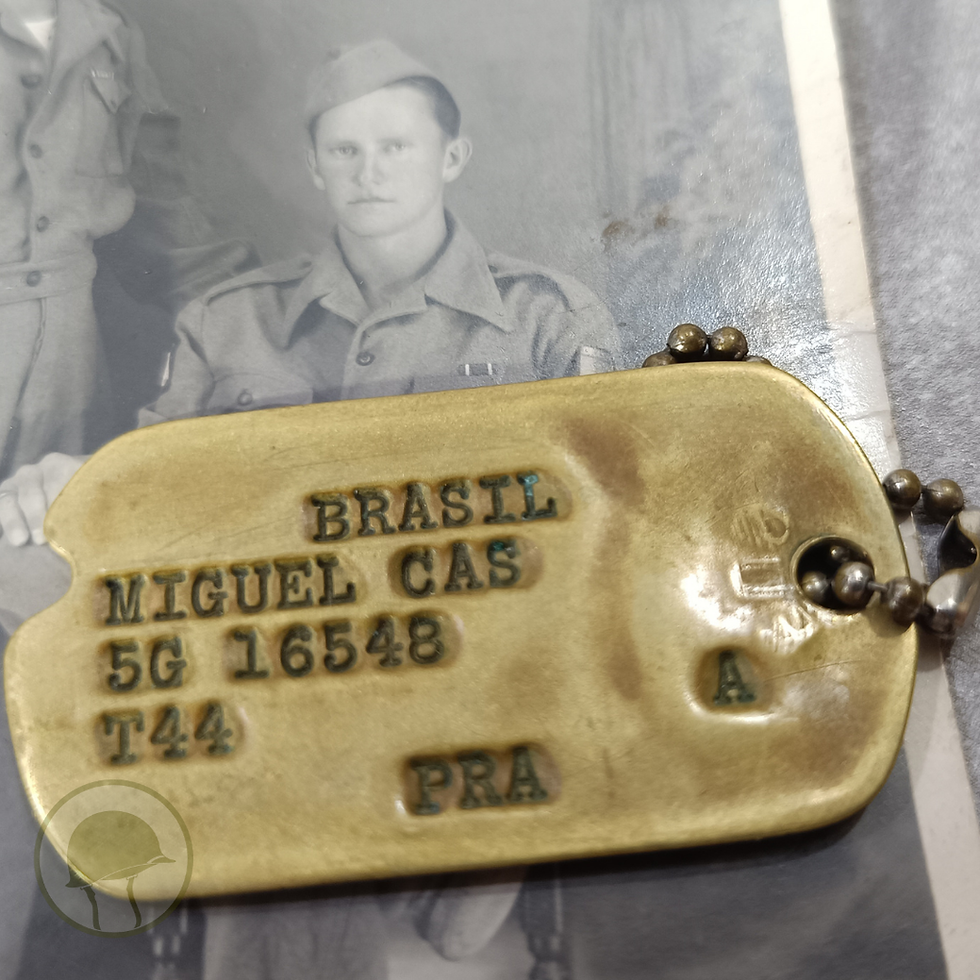 BRASIL
MIGUEL CAS
5G 16548
T44
A
PRA